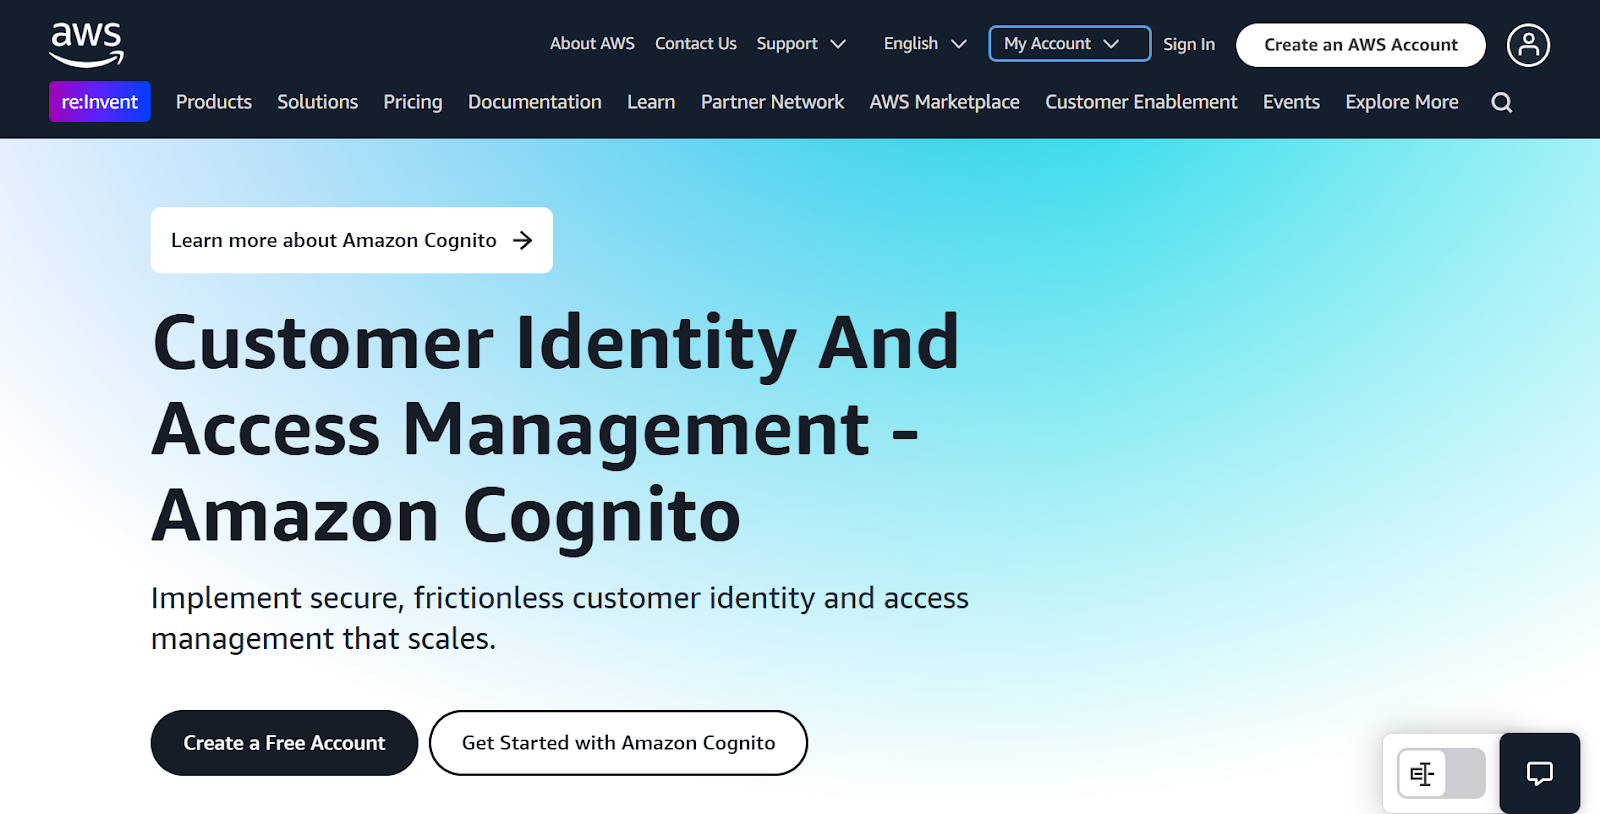 aws
About AWS Contact Us Support English My Account Sign In Create an AWS Account
re:Invent Products Solutions Pricing Documentation Learn Partner Network AWS Marketplace Customer Enablement Events Explore More
Learn more about Amazon Cognito
Customer Identity And
Access Management -
Amazon Cognito
Implement secure, frictionless customer identity and access
management that scales.
Create a Free Account Get Started with Amazon Cognito